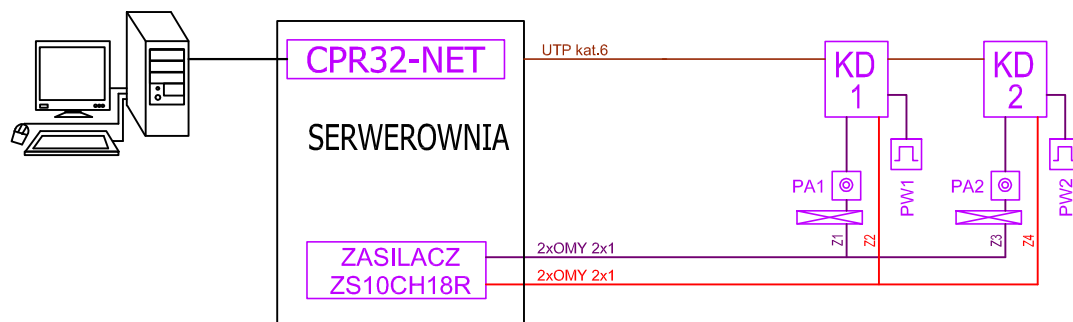 CPR32-NET
UTP kat.6
KD
1
KD
2
SERWEROWNIA
PA1
PW1
PA2
PW2
Z1
Z2
Z3
Z4
ZASILACZ
ZS10CH18R
2xOMY 2x1
2xOMY 2x1